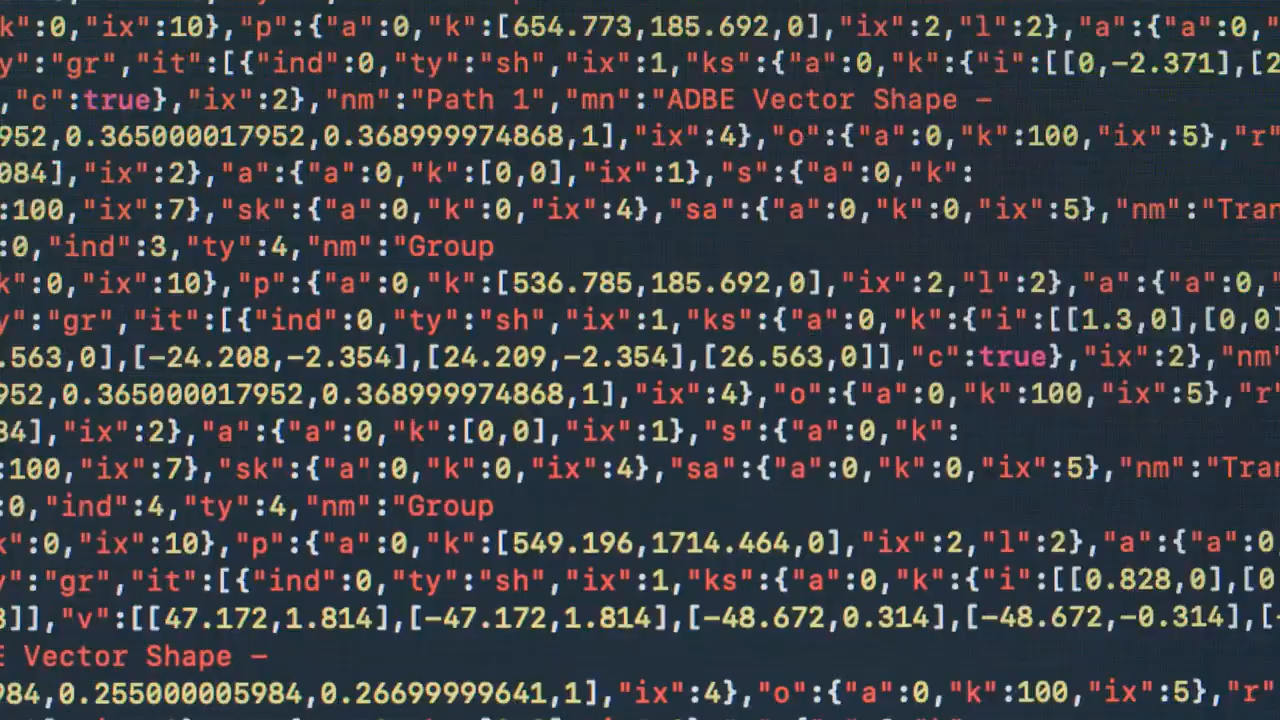 k":0,"ix":10},"p":{"a":0,"k":[654.773,185.692,0],"ix":2,"l":2},"a":{"a":0,"
y":"gr","it":[{"ind":0,"ty":"sh","ix":1,"ks":{"a":0,"k":{"i":[[0,-2.371],[2
,"c":true},"ix":2},"nm":"Path 1","mn":"ADBE Vector Shape -
952,0.365000017952,0.368999974868,1],"ix":4},"o":{"a":0,"k":100,"ix":5},"r"
084],"ix":2},"a":{"a":0,"k":[0,0],"ix":1},"s":{"a":0,"k":
:100,"ix":7},"sk":{"a":0,"k":0,"ix":4},"sa":{"a":0,"k":0,"ix":5},"nm":"Tran
:0,"ind":3,"ty":4,"nm":"Group
k":0,"ix":10},"p":{"a":0,"k":[536.785,185.692,0],"ix":2,"l":2},"a":{"a":0,"
y":"gr","it":[{"ind":0,"ty":"sh","ix":1,"ks":{"a":0,"k":{"i":[[1.3,0],[0,0]
.563,0],[-24.208,-2.354],[24.209,-2.354],[26.563,0]],"c":true},"ix":2},"nm"
952,0.365000017952,0.368999974868,1],"ix":4},"o":{"a":0,"k":100,"ix":5},"r"
84],"ix":2},"a":{"a":0,"k":[0,0],"ix":1},"s":{"a":0,"k":
:100,"ix":7},"sk":{"a":0,"k":0,"ix":4},"sa":{"a":0,"k":0,"ix":5},"nm":"Tran
:0,"ind":4,"ty":4,"nm":"Group
k":0,"ix":10},"p":{"a":0,"k":[549.196,1714.464,0],"ix":2,"l":2},"a":{"a":0
y":"gr","it":[{"ind":0,"ty":"sh","ix":1,"ks":{"a":0,"k":{"i":[[0.828,0],[0
]],"v":[[47.172,1.814],[-47.172,1.814],[-48.672,0.314],[-48.672,-0.314],[-
E Vector Shape -
984,0.255000005984,0.26699999641,1],"ix":4},"o":{"a":0,"k":100,"ix":5},"r"